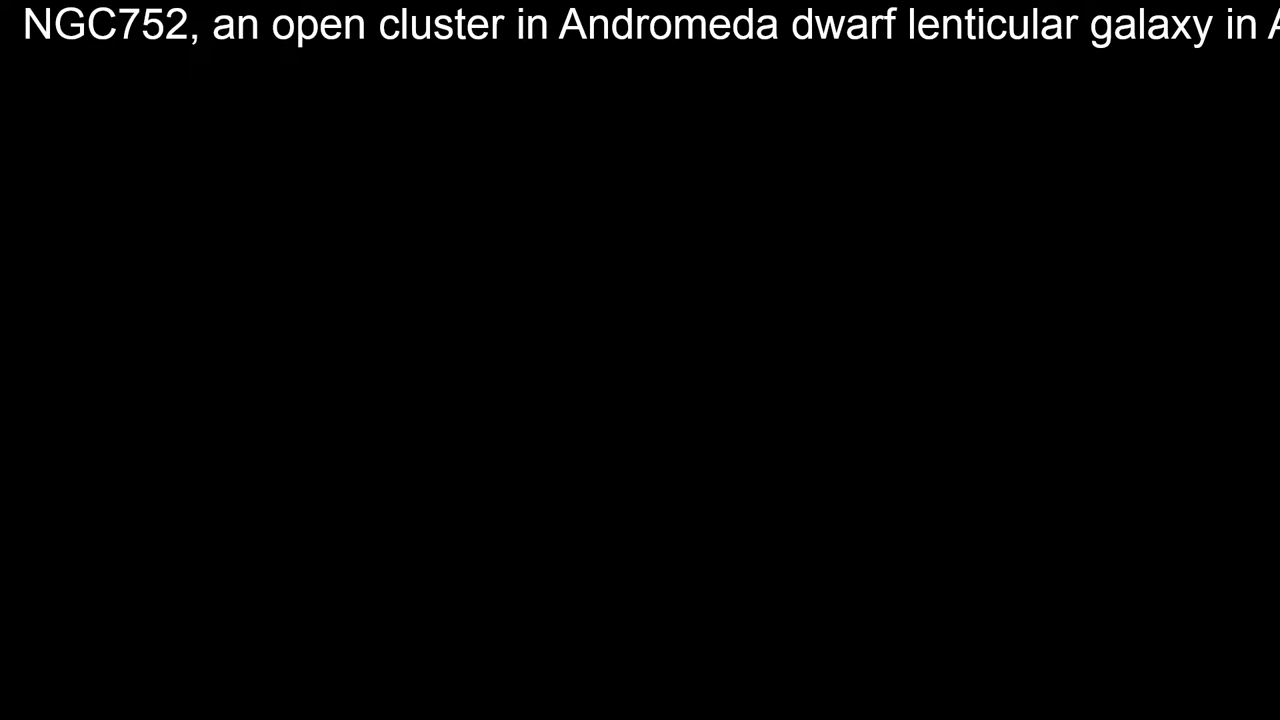 NGC752, an open cluster in Andromeda dwarf lenticular galaxy in